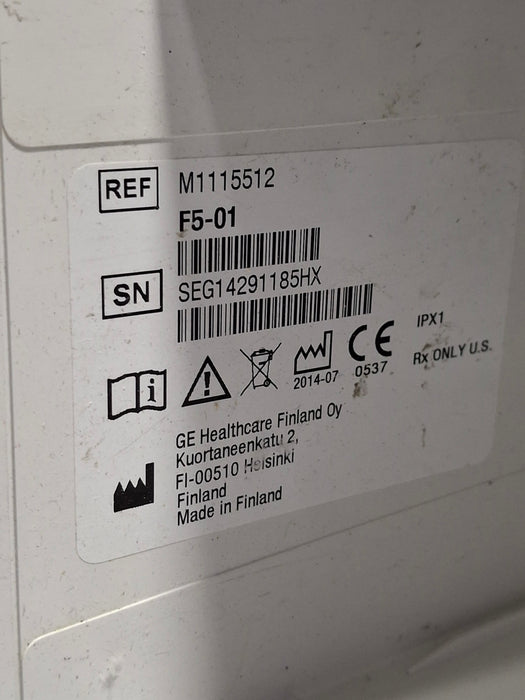 REF M1115512
F5-01
SN SEG14291185HX
i
2014-07
CE
0537
IPX1
Rx ONLY U.S.
GE Healthcare Finland Oy
Kuortaneenkatu 2,
FI-00510 Helsinki
Finland
Made in Finland